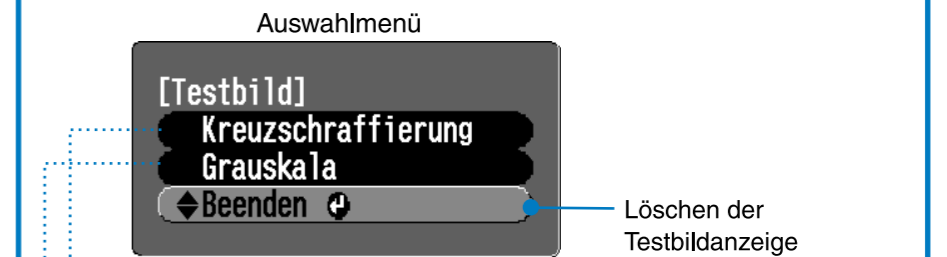 Auswahlmenü
[Testbild]
Kreuzschraffierung
Grauskala
Beenden
Löschen der
Testbildanzeige